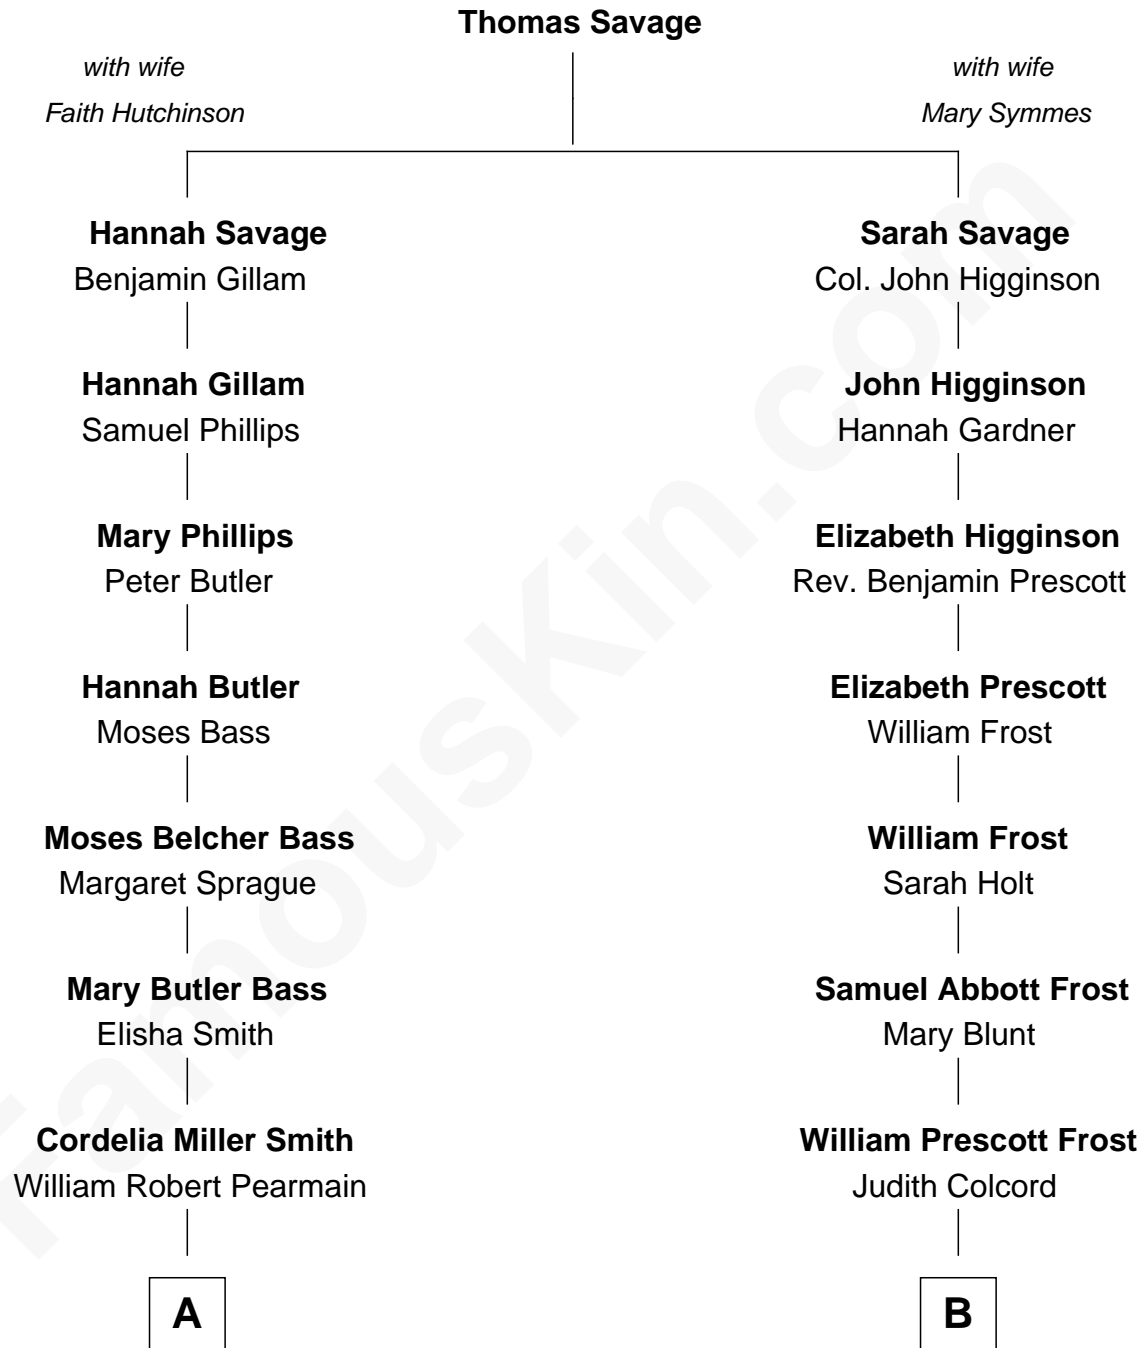 Thomas Savage
with wife
Faith Hutchinson
with wife
Mary Symmes
Hannah Savage
Benjamin Gillam
Sarah Savage
Col. John Higginson
Hannah Gillam
Samuel Phillips
John Higginson
Hannah Gardner
Mary Phillips
Peter Butler
Elizabeth Higginson
Rev. Benjamin Prescott
Hannah Butler
Moses Bass
Elizabeth Prescott
William Frost
Moses Belcher Bass
Margaret Sprague
William Frost
Sarah Holt
Mary Butler Bass
Elisha Smith
Samuel Abbott Frost
Mary Blunt
Cordelia Miller Smith
William Robert Pearmain
William Prescott Frost
Judith Colcord
A
B
FamousKin.com